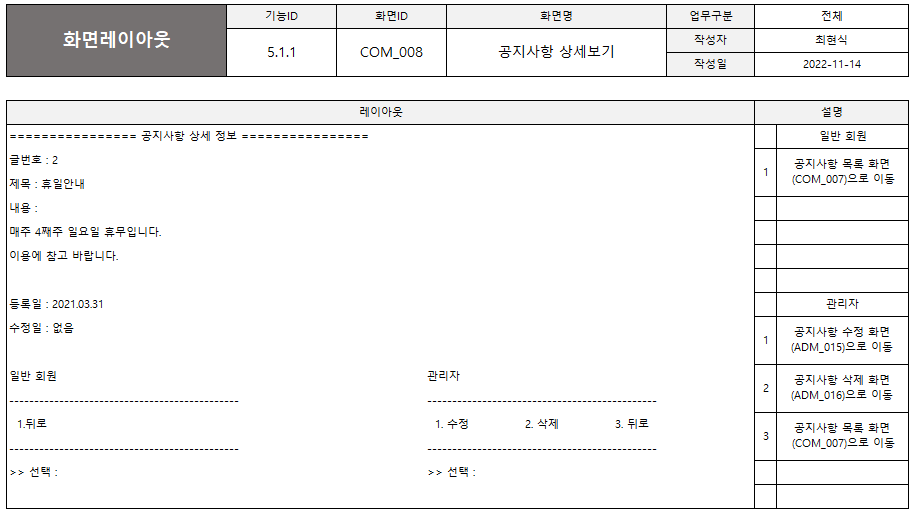 화면레이아웃
기능ID 화면ID 화면명 업무구분 전체
5.1.1 COM_008 공지사항 상세보기
작성자 최현식
작성일 2022-11-14
레이아웃 설명
================ 공지사항 상세 정보 ================
글번호 : 2
제목 : 휴일안내
내용 :
매주 4째주 일요일 휴무입니다.
이용에 참고 바랍니다.
등록일 : 2021.03.31
수정일 : 없음
일반 회원
----------------------------------------------
1.뒤로
----------------------------------------------
>> 선택 :
관리자
----------------------------------------------
1. 수정 2. 삭제 3. 뒤로
----------------------------------------------
>> 선택 :
일반 회원
1 공지사항 목록 화면
(COM_007)으로 이동
관리자
1 공지사항 수정 화면
(ADM_015)으로 이동
2 공지사항 삭제 화면
(ADM_016)으로 이동
3 공지사항 목록 화면
(COM_007)으로 이동